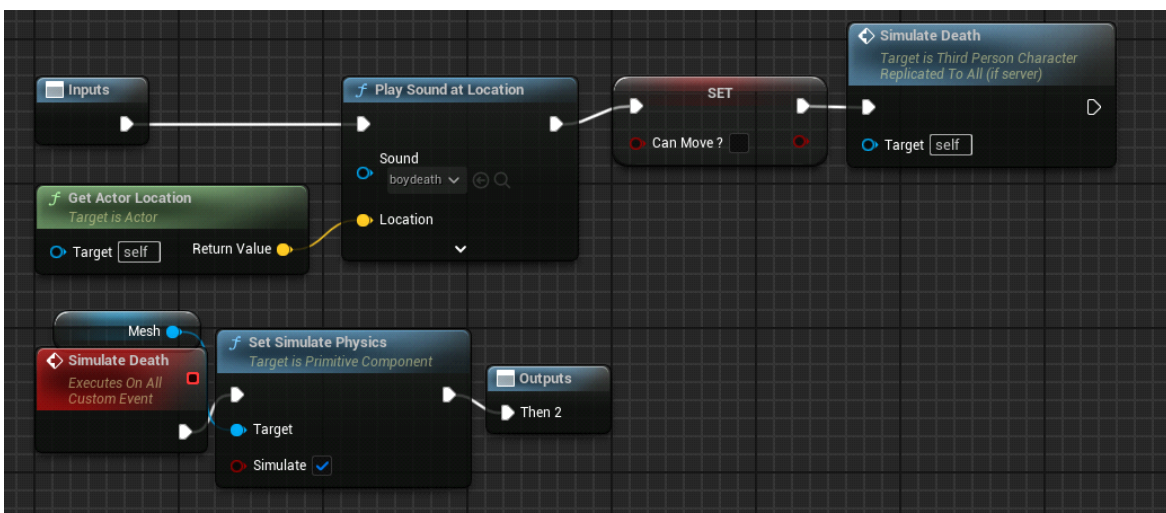 Inputs
Play Sound at Location
Sound
boydeath
Location
SET
Can Move ?
Simulate Death
Target is Third Person Character
Replicated To All (if server)
Target self
Get Actor Location
Target is Actor
Target self Return Value
Mesh
Simulate Death
Executes On All
Custom Event
Set Simulate Physics
Target is Primitive Component
Target
Simulate
Outputs
Then 2